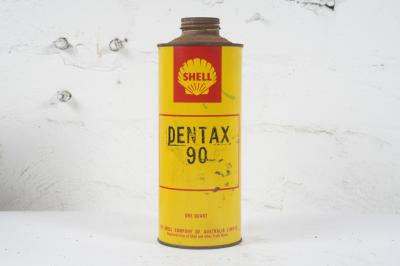 SHELL
DENTAX
90
ONE QUART
THE SHELL COMPANY OF AUSTRALIA LIMITED